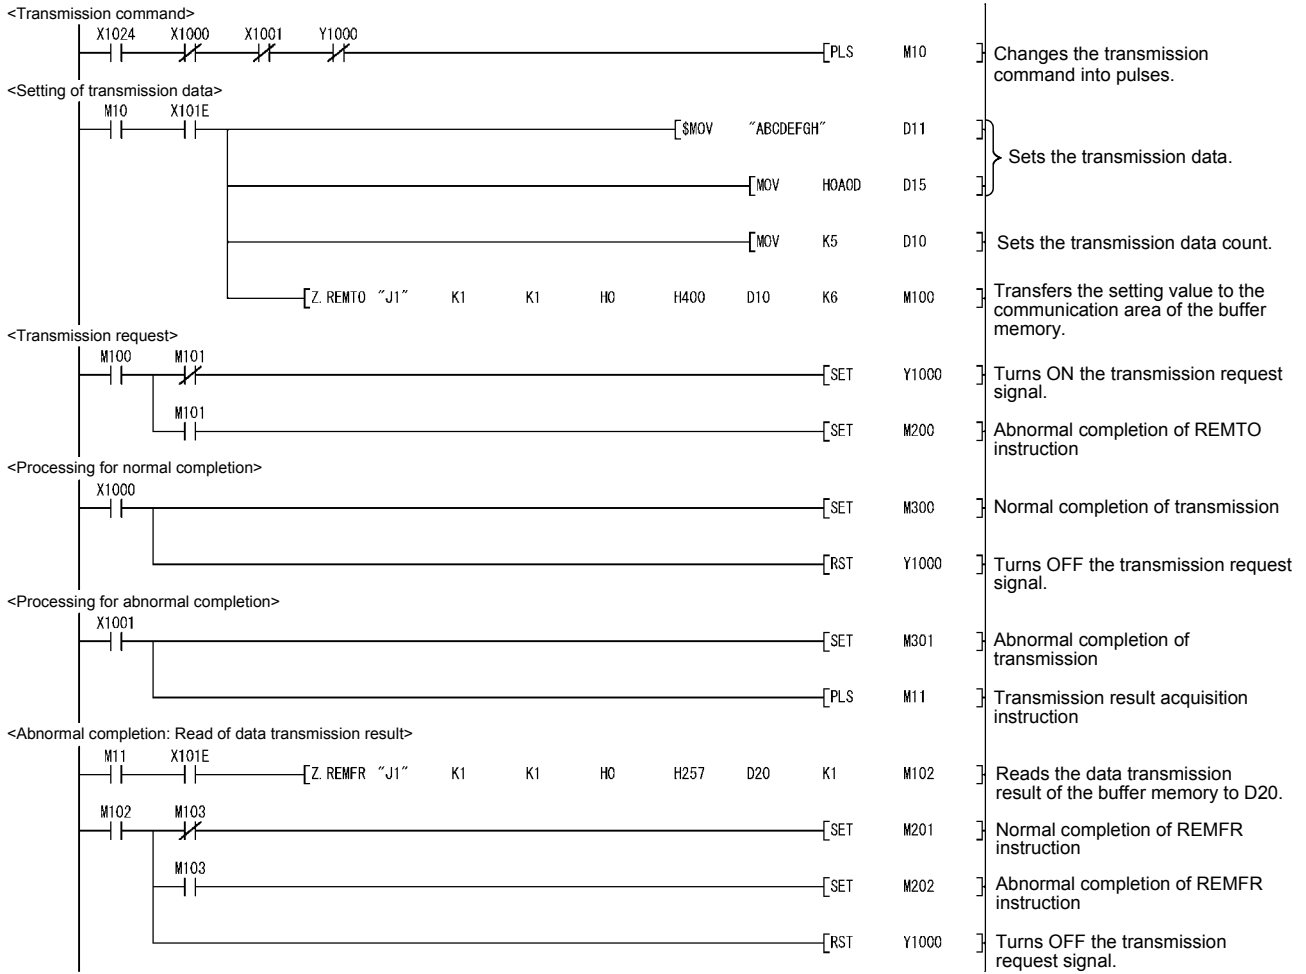 <Transmission command>
X1024 X1000 X1001 Y1000
PLS M10
Changes the transmission
command into pulses.
<Setting of transmission data>
M10 X101E
$MOV "ABCDEFGH" D11
Sets the transmission data.
MOV H0A0D D15
MOV K5 D10
Sets the transmission data count.
Z.REMTO "J1" K1 K1 H0 H400 D10 K6 M100
Transfers the setting value to the
communication area of the buffer
memory.
<Transmission request>
M100 M101
SET Y1000
Turns ON the transmission request
signal.
M101
SET M200
Abnormal completion of REMTO
instruction
<Processing for normal completion>
X1000
SET M300
Normal completion of transmission
RST Y1000
Turns OFF the transmission request
signal.
<Processing for abnormal completion>
X1001
SET M301
Abnormal completion of
transmission
PLS M11
Transmission result acquisition
instruction
<Abnormal completion: Read of data transmission result>
M11 X101E
Z.REMFR "J1" K1 K1 H0 H257 D20 K1 M102
Reads the data transmission
result of the buffer memory to D20.
M102 M103
SET M201
Normal completion of REMFR
instruction
M103
SET M202
Abnormal completion of REMFR
instruction
RST Y1000
Turns OFF the transmission
request signal.